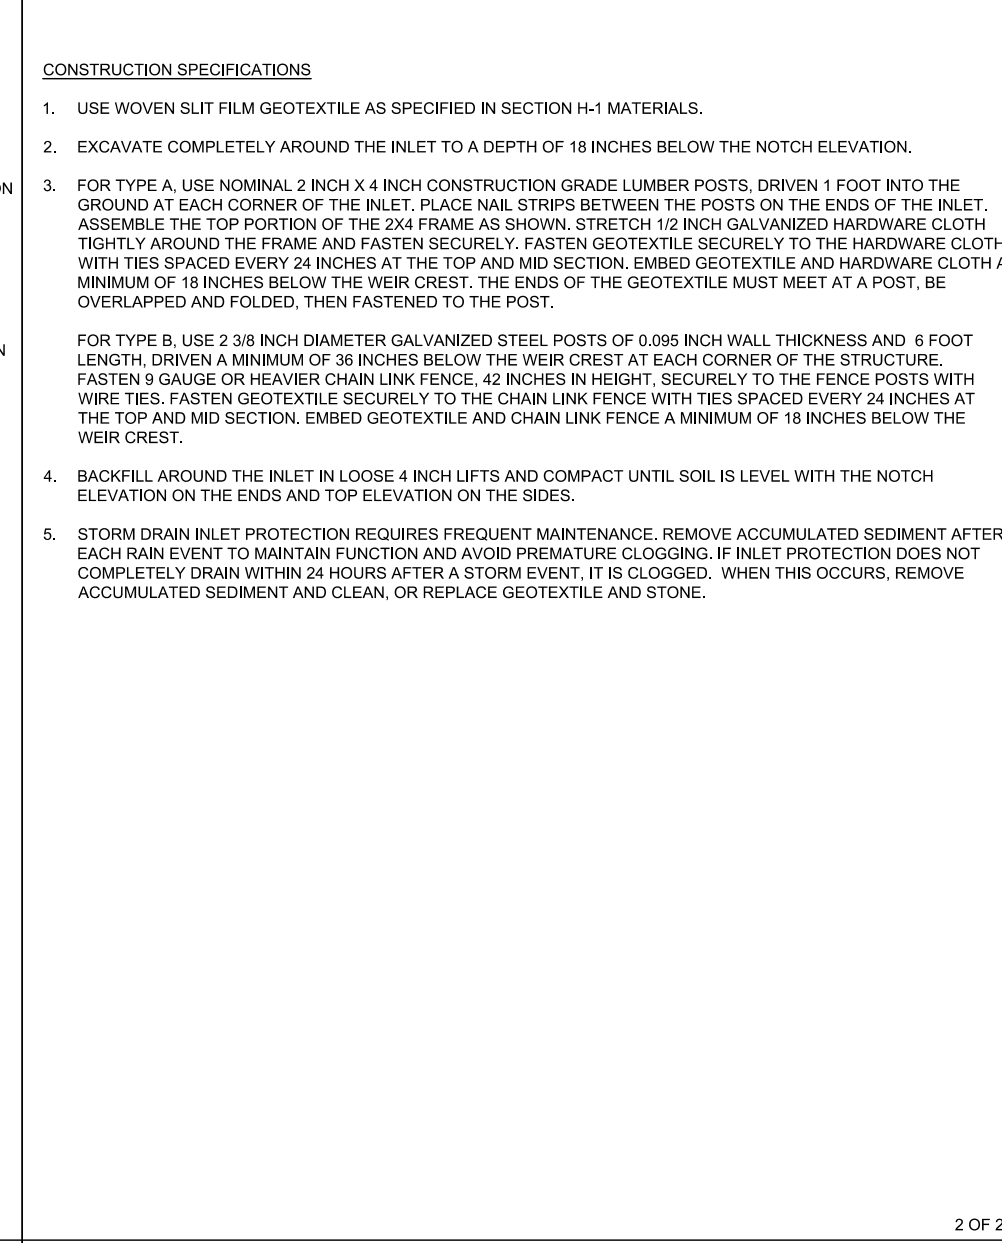 CONSTRUCTION SPECIFICATIONS
1. USE WOVEN SLIT FILM GEOTEXTILE AS SPECIFIED IN SECTION H-1 MATERIALS.
2. EXCAVATE COMPLETELY AROUND THE INLET TO A DEPTH OF 18 INCHES BELOW THE NOTCH ELEVATION.
3. FOR TYPE A, USE NOMINAL 2 INCH X 4 INCH CONSTRUCTION GRADE LUMBER POSTS, DRIVEN 1 FOOT INTO THE
GROUND AT EACH CORNER OF THE INLET. PLACE NAIL STRIPS BETWEEN THE POSTS ON THE ENDS OF THE INLET.
ASSEMBLE THE TOP PORTION OF THE 2X4 FRAME AS SHOWN. STRETCH 1/2 INCH GALVANIZED HARDWARE CLOTH
TIGHTLY AROUND THE FRAME AND FASTEN SECURELY. FASTEN GEOTEXTILE SECURELY TO THE HARDWARE CLOTH
WITH TIES SPACED EVERY 24 INCHES AT THE TOP AND MID SECTION. EMBED GEOTEXTILE AND HARDWARE CLOTH A
MINIMUM OF 18 INCHES BELOW THE WEIR CREST. THE ENDS OF THE GEOTEXTILE MUST MEET AT A POST, BE
OVERLAPPED AND FOLDED, THEN FASTENED TO THE POST.
FOR TYPE B, USE 2 3/8 INCH DIAMETER GALVANIZED STEEL POSTS OF 0.095 INCH WALL THICKNESS AND 6 FOOT
LENGTH, DRIVEN A MINIMUM OF 36 INCHES BELOW THE WEIR CREST AT EACH CORNER OF THE STRUCTURE.
FASTEN 9 GAUGE OR HEAVIER CHAIN LINK FENCE, 42 INCHES IN HEIGHT, SECURELY TO THE FENCE POSTS WITH
WIRE TIES. FASTEN GEOTEXTILE SECURELY TO THE CHAIN LINK FENCE WITH TIES SPACED EVERY 24 INCHES AT
THE TOP AND MID SECTION. EMBED GEOTEXTILE AND CHAIN LINK FENCE A MINIMUM OF 18 INCHES BELOW THE
WEIR CREST.
4. BACKFILL AROUND THE INLET IN LOOSE 4 INCH LIFTS AND COMPACT UNTIL SOIL IS LEVEL WITH THE NOTCH
ELEVATION ON THE ENDS AND TOP ELEVATION ON THE SIDES.
5. STORM DRAIN INLET PROTECTION REQUIRES FREQUENT MAINTENANCE. REMOVE ACCUMULATED SEDIMENT AFTER
EACH RAIN EVENT TO MAINTAIN FUNCTION AND AVOID PREMATURE CLOGGING. IF INLET PROTECTION DOES NOT
COMPLETELY DRAIN WITHIN 24 HOURS AFTER A STORM EVENT, IT IS CLOGGED. WHEN THIS OCCURS, REMOVE
ACCUMULATED SEDIMENT AND CLEAN, OR REPLACE GEOTEXTILE AND STONE.
2 OF 2